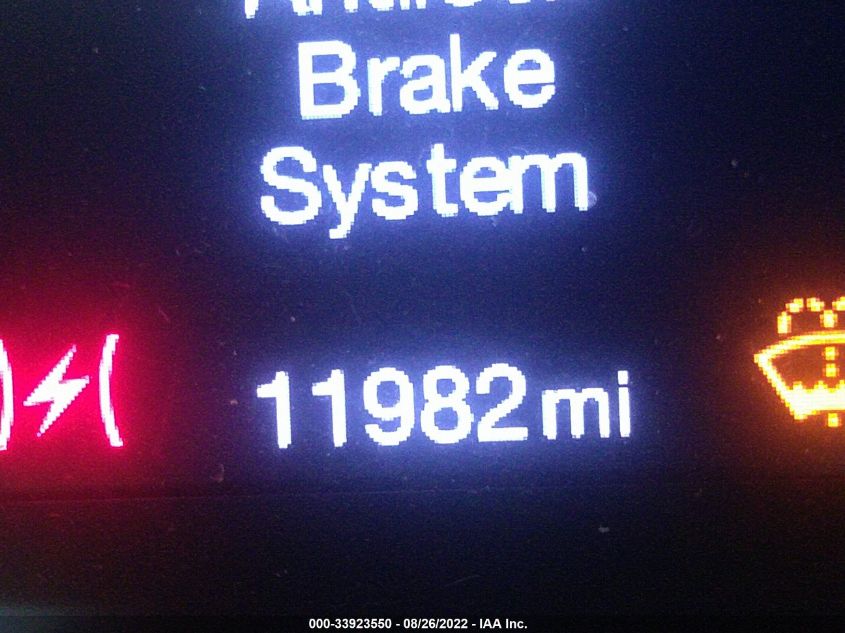 Brake
System
11982 mi
000-33923550 - 08/26/2022 - IAA Inc.